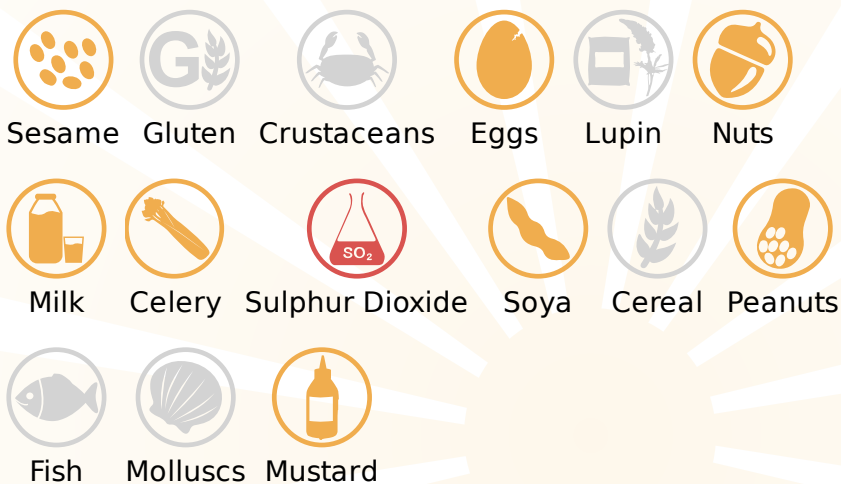 G
Sesame Gluten Crustaceans Eggs Lupin Nuts
SO₂
Milk Celery Sulphur Dioxide Soya Cereal Peanuts
Fish Molluscs Mustard